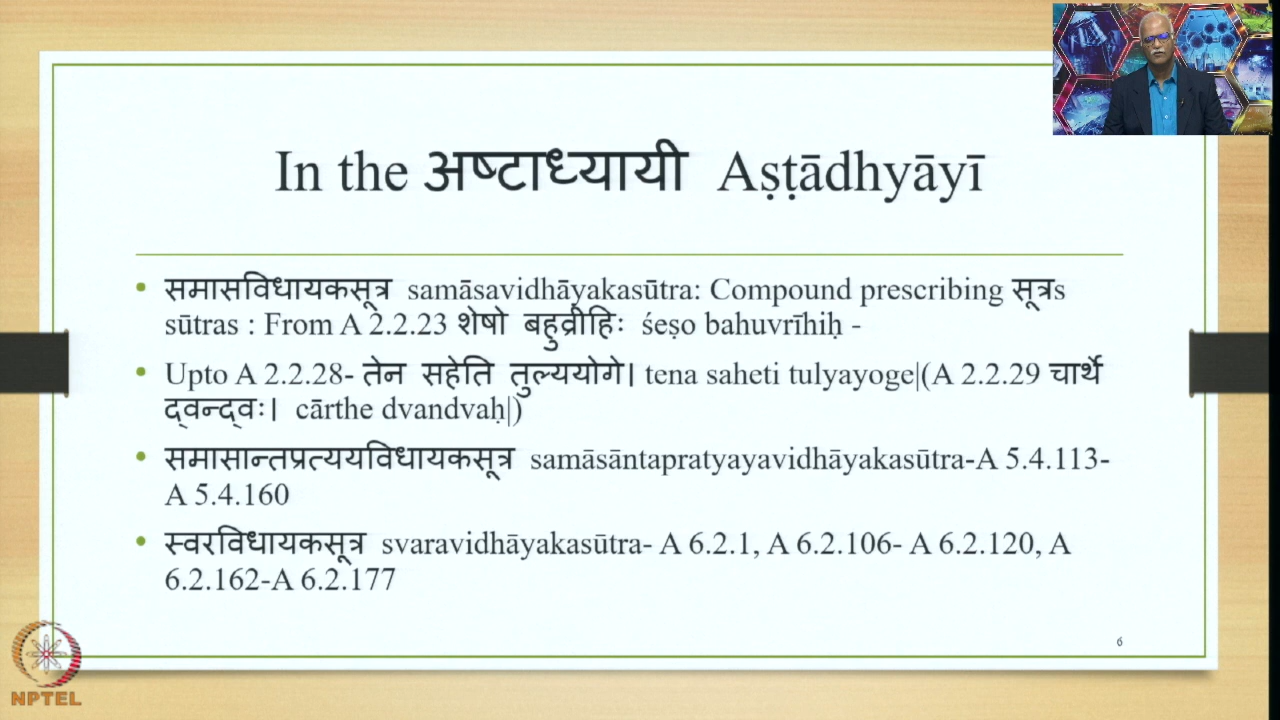 In the अष्टाध्यायी Aṣṭādhyāyī
• समासविधायकसूत्र samāsavidhāyakasūtra: Compound prescribing सूत्रs
sūtras : From A 2.2.23 शेषो बहुव्रीहिः śeṣo bahuvrīhiḥ -
• Upto A 2.2.28- तेन सहेति तुल्ययोगे। tena saheti tulyayoge|(A 2.2.29 चार्थे
द्वन्द्वः। cārthe dvandvaḥ|)
• समासान्तप्रत्ययविधायकसूत्र samāsāntapratyayavidhāyakasūtra-A 5.4.113-
A 5.4.160
• स्वरविधायकसूत्र svaravidhāyakasūtra- A 6.2.1, A 6.2.106- A 6.2.120, A
6.2.162-A 6.2.177
6
NPTEL